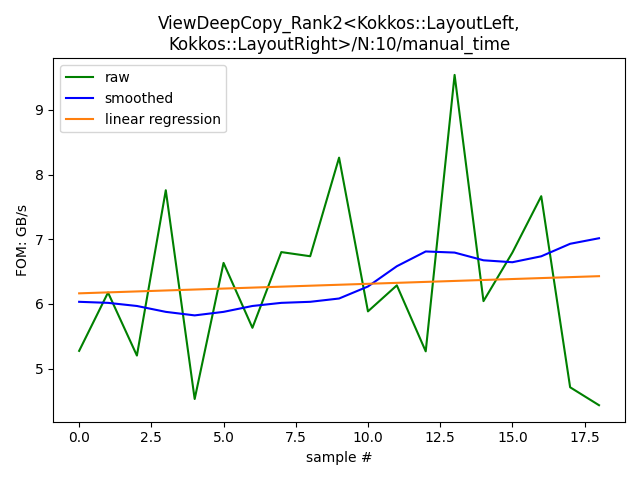 ViewDeepCopy_Rank2<Kokkos::LayoutLeft,
Kokkos::LayoutRight>/N:10/manual_time
raw
smoothed
linear regression
FOM: GB/s
9
8
7
6
5
0.0 2.5 5.0 7.5 10.0 12.5 15.0 17.5
sample #